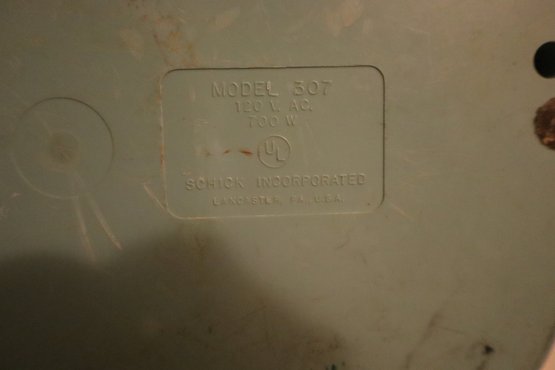 MODEL 307
120 V. AC.
700 W
UL
SCHICK INCORPORATED
LANCASTER, PA., U.S.A.